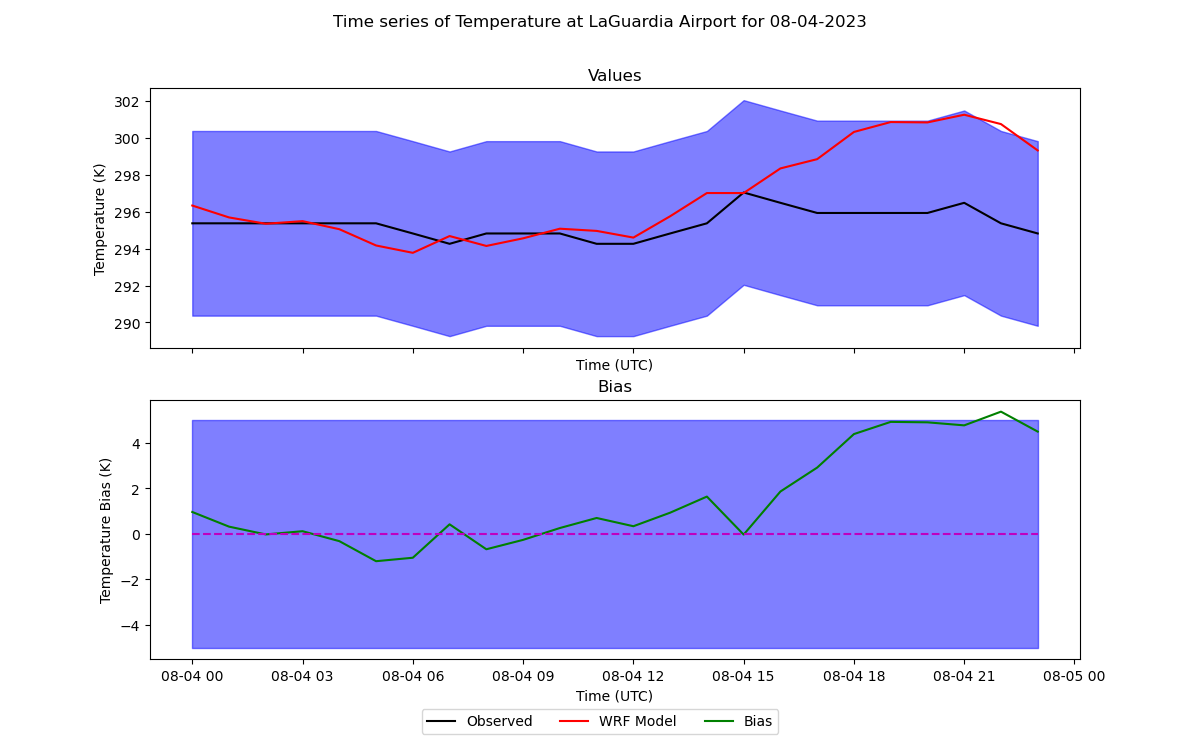 Time series of Temperature at LaGuardia Airport for 08-04-2023
Values
302
300
298
296
294
292
290
Temperature (K)
Time (UTC)
Bias
4
2
0
−2
−4
Temperature Bias (K)
08-04 00 08-04 03 08-04 06 08-04 09 08-04 12 08-04 15 08-04 18 08-04 21 08-05 00
Time (UTC)
Observed WRF Model Bias